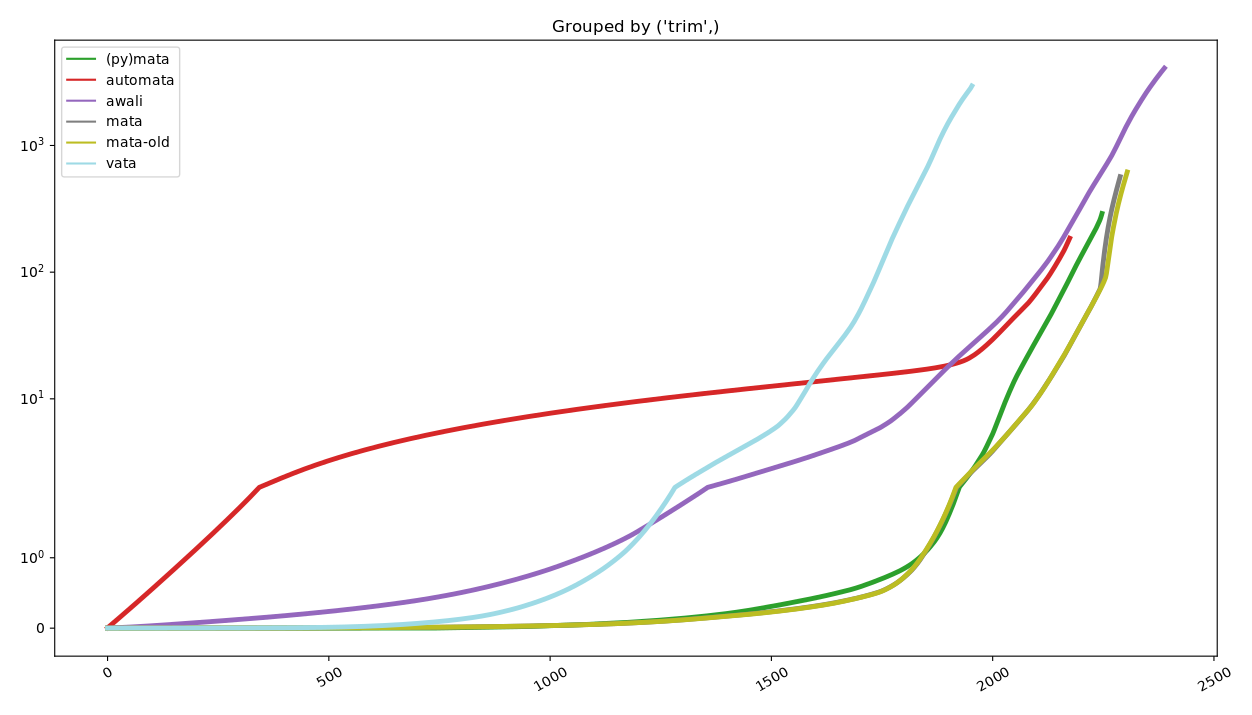 Grouped by ('trim',)
(py)mata
automata
awali
mata
mata-old
vata
10³
10²
10¹
10⁰
0
0
500
1000
1500
2000
2500